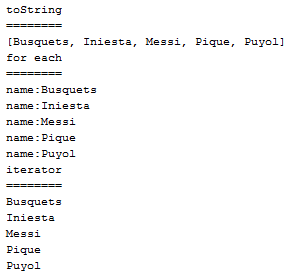 toString
========
[Busquets, Iniesta, Messi, Pique, Puyol]
for each
========
name:Busquets
name:Iniesta
name:Messi
name:Pique
name:Puyol
iterator
========
Busquets
Iniesta
Messi
Pique
Puyol